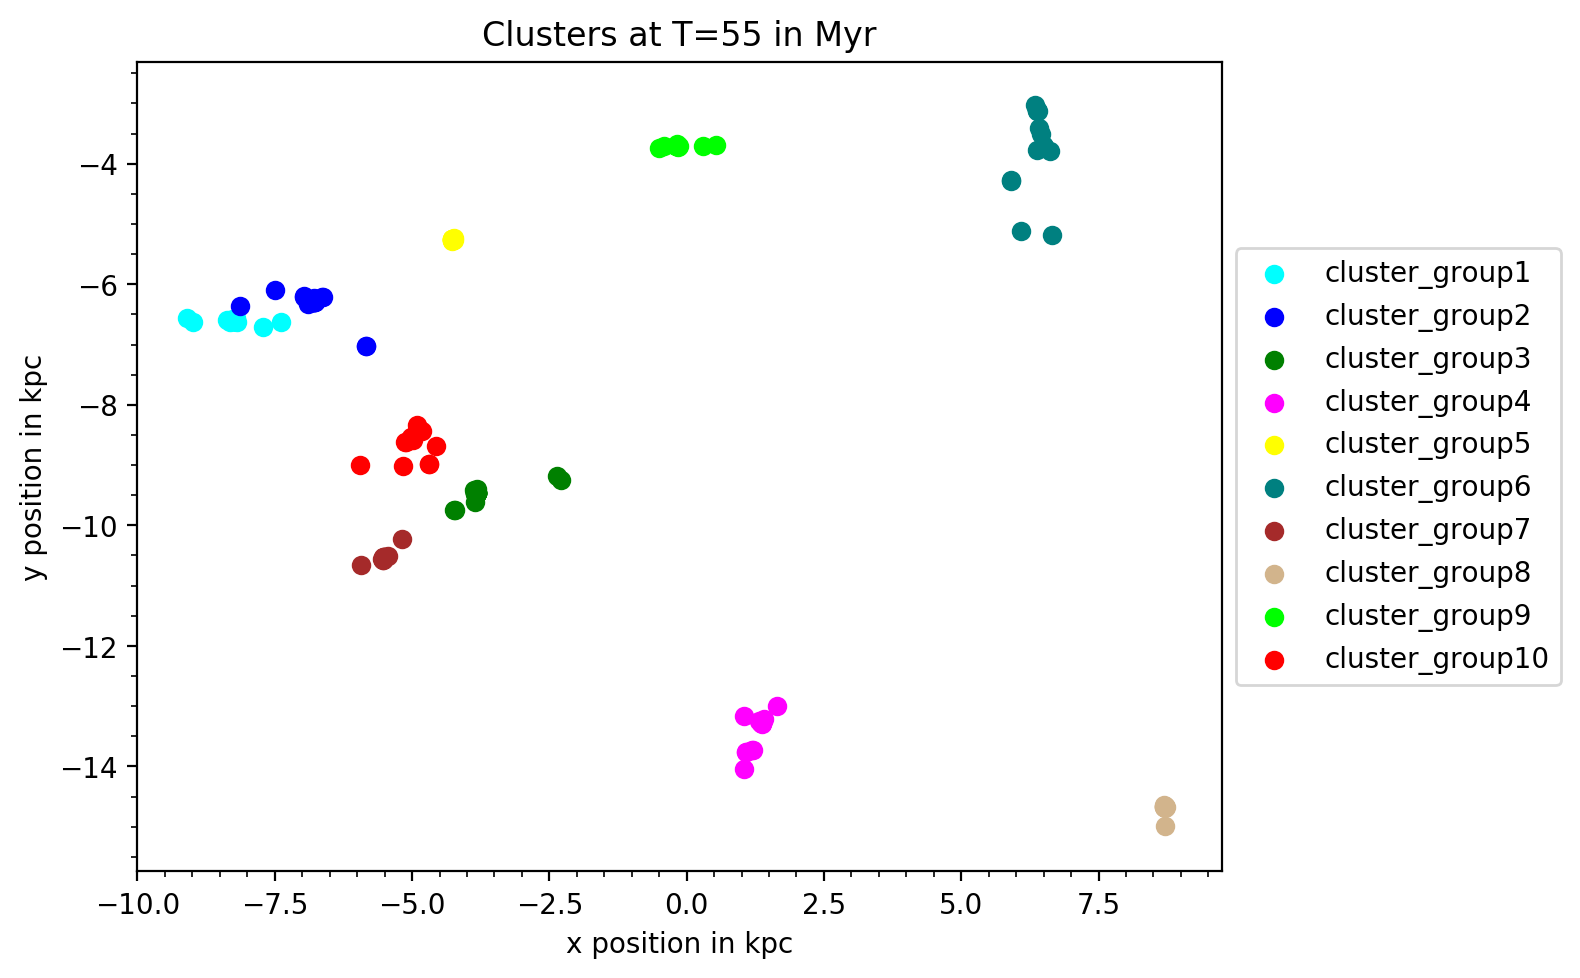 Clusters at T=55 in Myr
−4
−6
−8
−10
−12
−14
y position in kpc
−10.0 −7.5 −5.0 −2.5 0.0 2.5 5.0 7.5
x position in kpc
cluster_group1
cluster_group2
cluster_group3
cluster_group4
cluster_group5
cluster_group6
cluster_group7
cluster_group8
cluster_group9
cluster_group10